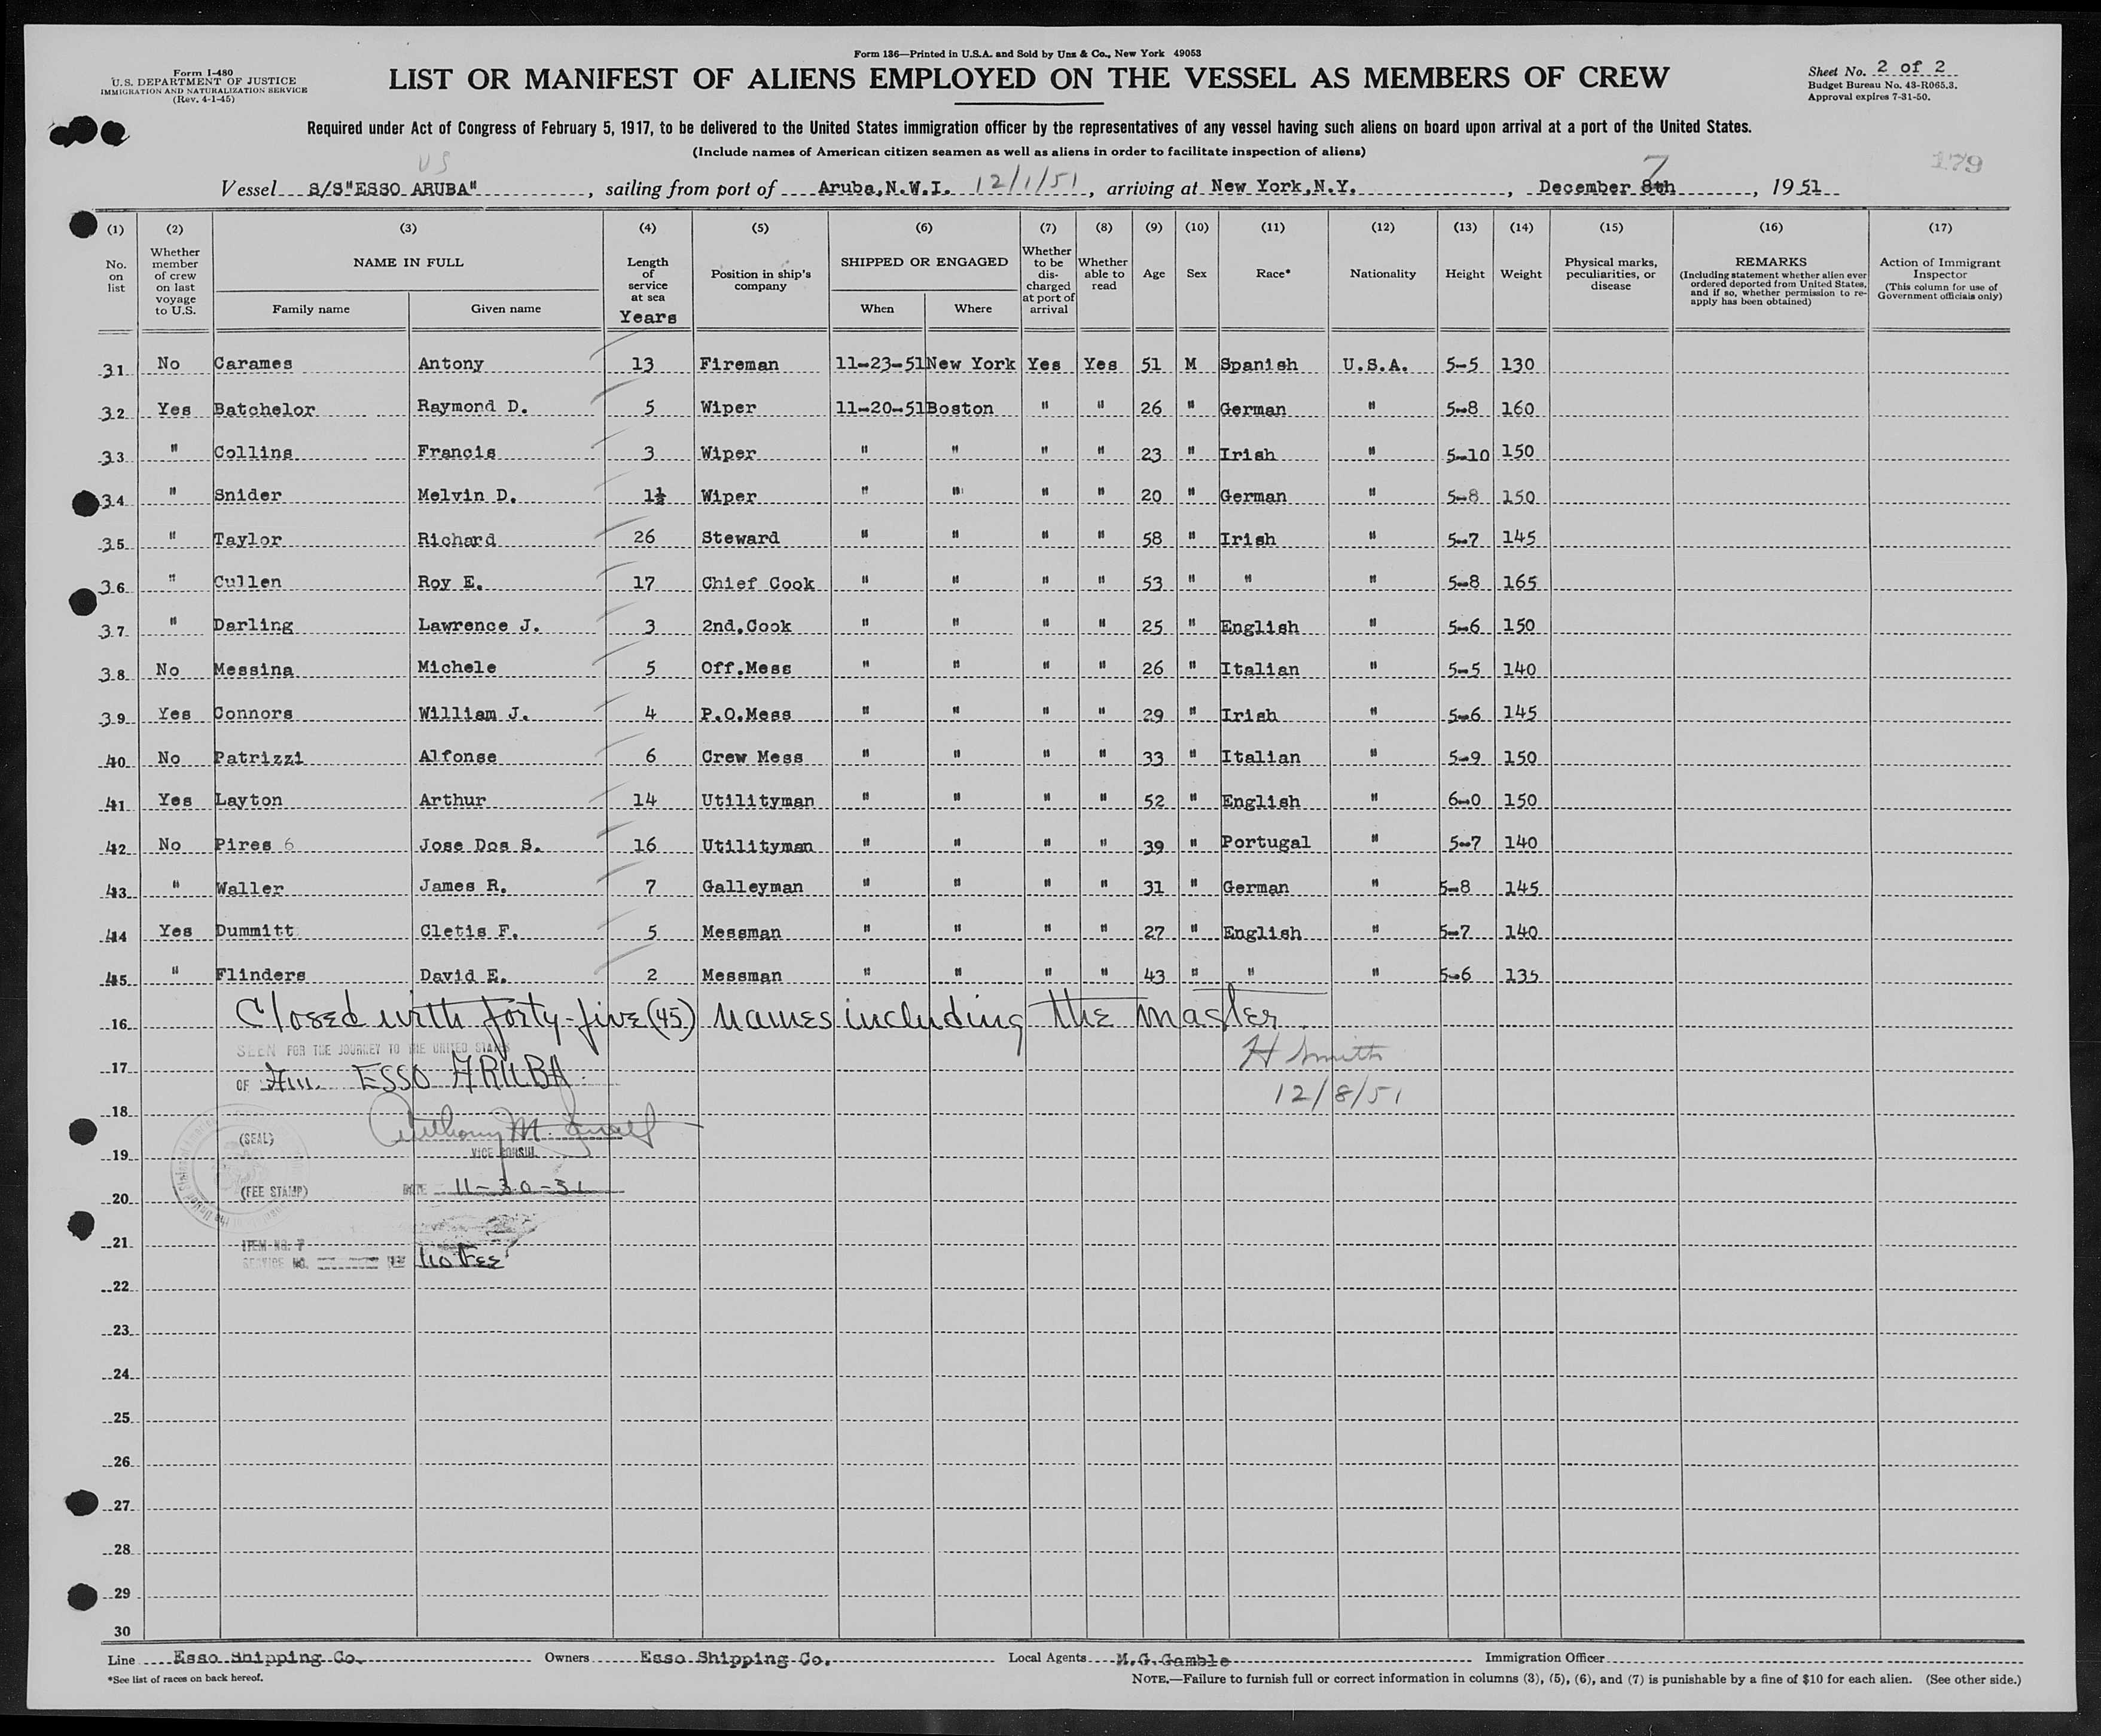 Form 136—Printed in U.S.A. and Sold by Unz & Co., New York 49053
Form I-480
U.S. DEPARTMENT OF JUSTICE
IMMIGRATION AND NATURALIZATION SERVICE
(Rev. 4-1-45)
LIST OR MANIFEST OF ALIENS EMPLOYED ON THE VESSEL AS MEMBERS OF CREW
Sheet No. 2 of 2
Budget Bureau No. 43-R065.3.
Approval expires 7-31-50.
Required under Act of Congress of February 5, 1917, to be delivered to the United States immigration officer by the representatives of any vessel having such aliens on board upon arrival at a port of the United States.
(Include names of American citizen seamen as well as aliens in order to facilitate inspection of aliens)
US
179
Vessel S/S"ESSO ARUBA", sailing from port of Aruba,N.W.I. 12/1/51, arriving at New York,N.Y., December 8th 7, 1951
(1) (2) (3) (4) (5) (6) (7) (8) (9) (10) (11) (12) (13) (14) (15) (16) (17)
No. on list
Whether member of crew on last voyage to U.S.
NAME IN FULL
Family name Given name
Length of service at sea Years
Position in ship's company
SHIPPED OR ENGAGED
When Where
Whether to be discharged at port of arrival
Whether able to read
Age Sex Race* Nationality Height Weight
Physical marks, peculiarities, or disease
REMARKS (Including statement whether alien ever ordered deported from United States, and if so, whether permission to re-apply has been obtained)
Action of Immigrant Inspector (This column for use of Government officials only)
31 No Carames Antony 13 Fireman 11-23-51 New York Yes Yes 51 M Spanish U.S.A. 5-5 130
32 Yes Batchelor Raymond D. 5 Wiper 11-20-51 Boston " " 26 " German " 5-8 160
33 " Collins Francis 3 Wiper " " " " 23 " Irish " 5-10 150
34 " Snider Melvin D. 1½ Wiper " " " " 20 " German " 5-8 150
35 " Taylor Richard 26 Steward " " " " 58 " Irish " 5-7 145
36 " Cullen Roy E. 17 Chief Cook " " " " 53 " " " 5-8 165
37 " Darling Lawrence J. 3 2nd.Cook " " " " 25 " English " 5-6 150
38 No Messina Michele 5 Off.Mess " " " " 26 " Italian " 5-5 140
39 Yes Connors William J. 4 P.O.Mess " " " " 29 " Irish " 5-6 145
40 No Patrizzi Alfonse 6 Crew Mess " " " " 33 " Italian " 5-9 150
41 Yes Layton Arthur 14 Utilityman " " " " 52 " English " 6-0 150
42 No Pires 6 Jose Dos S. 16 Utilityman " " " " 39 " Portugal " 5-7 140
43 " Waller James R. 7 Galleyman " " " " 31 " German " 5-8 145
44 Yes Dummitt Cletis F. 5 Messman " " " " 27 " English " 5-7 140
45 " Flinders David E. 2 Messman " " " " 43 " " " 5-6 135
16 Closed with forty-five (45) names including the master
SEEN FOR THE JOURNEY TO THE UNITED STATES
H Smith
17 OF Am. ESSO ARUBA
12/8/51
18 Anthony M.
(SEAL)
19 VICE CONSUL
20 (FEE STAMP) DATE 11-30-51
21 ITEM NO. 7
SERVICE NO. No Fee
22
23
24
25
26
27
28
29
30
Line Esso Shipping Co. Owners Esso Shipping Co. Local Agents M.G.Gamble Immigration Officer
*See list of races on back hereof.
NOTE.—Failure to furnish full or correct information in columns (3), (5), (6), and (7) is punishable by a fine of $10 for each alien. (See other side.)